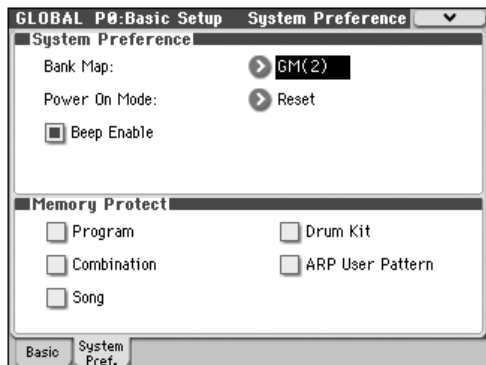 GLOBAL P0:Basic Setup System Preference
System Preference
Bank Map: GM(2)
Power On Mode: Reset
Beep Enable
Memory Protect
Program Drum Kit
Combination ARP User Pattern
Song
Basic System Pref.